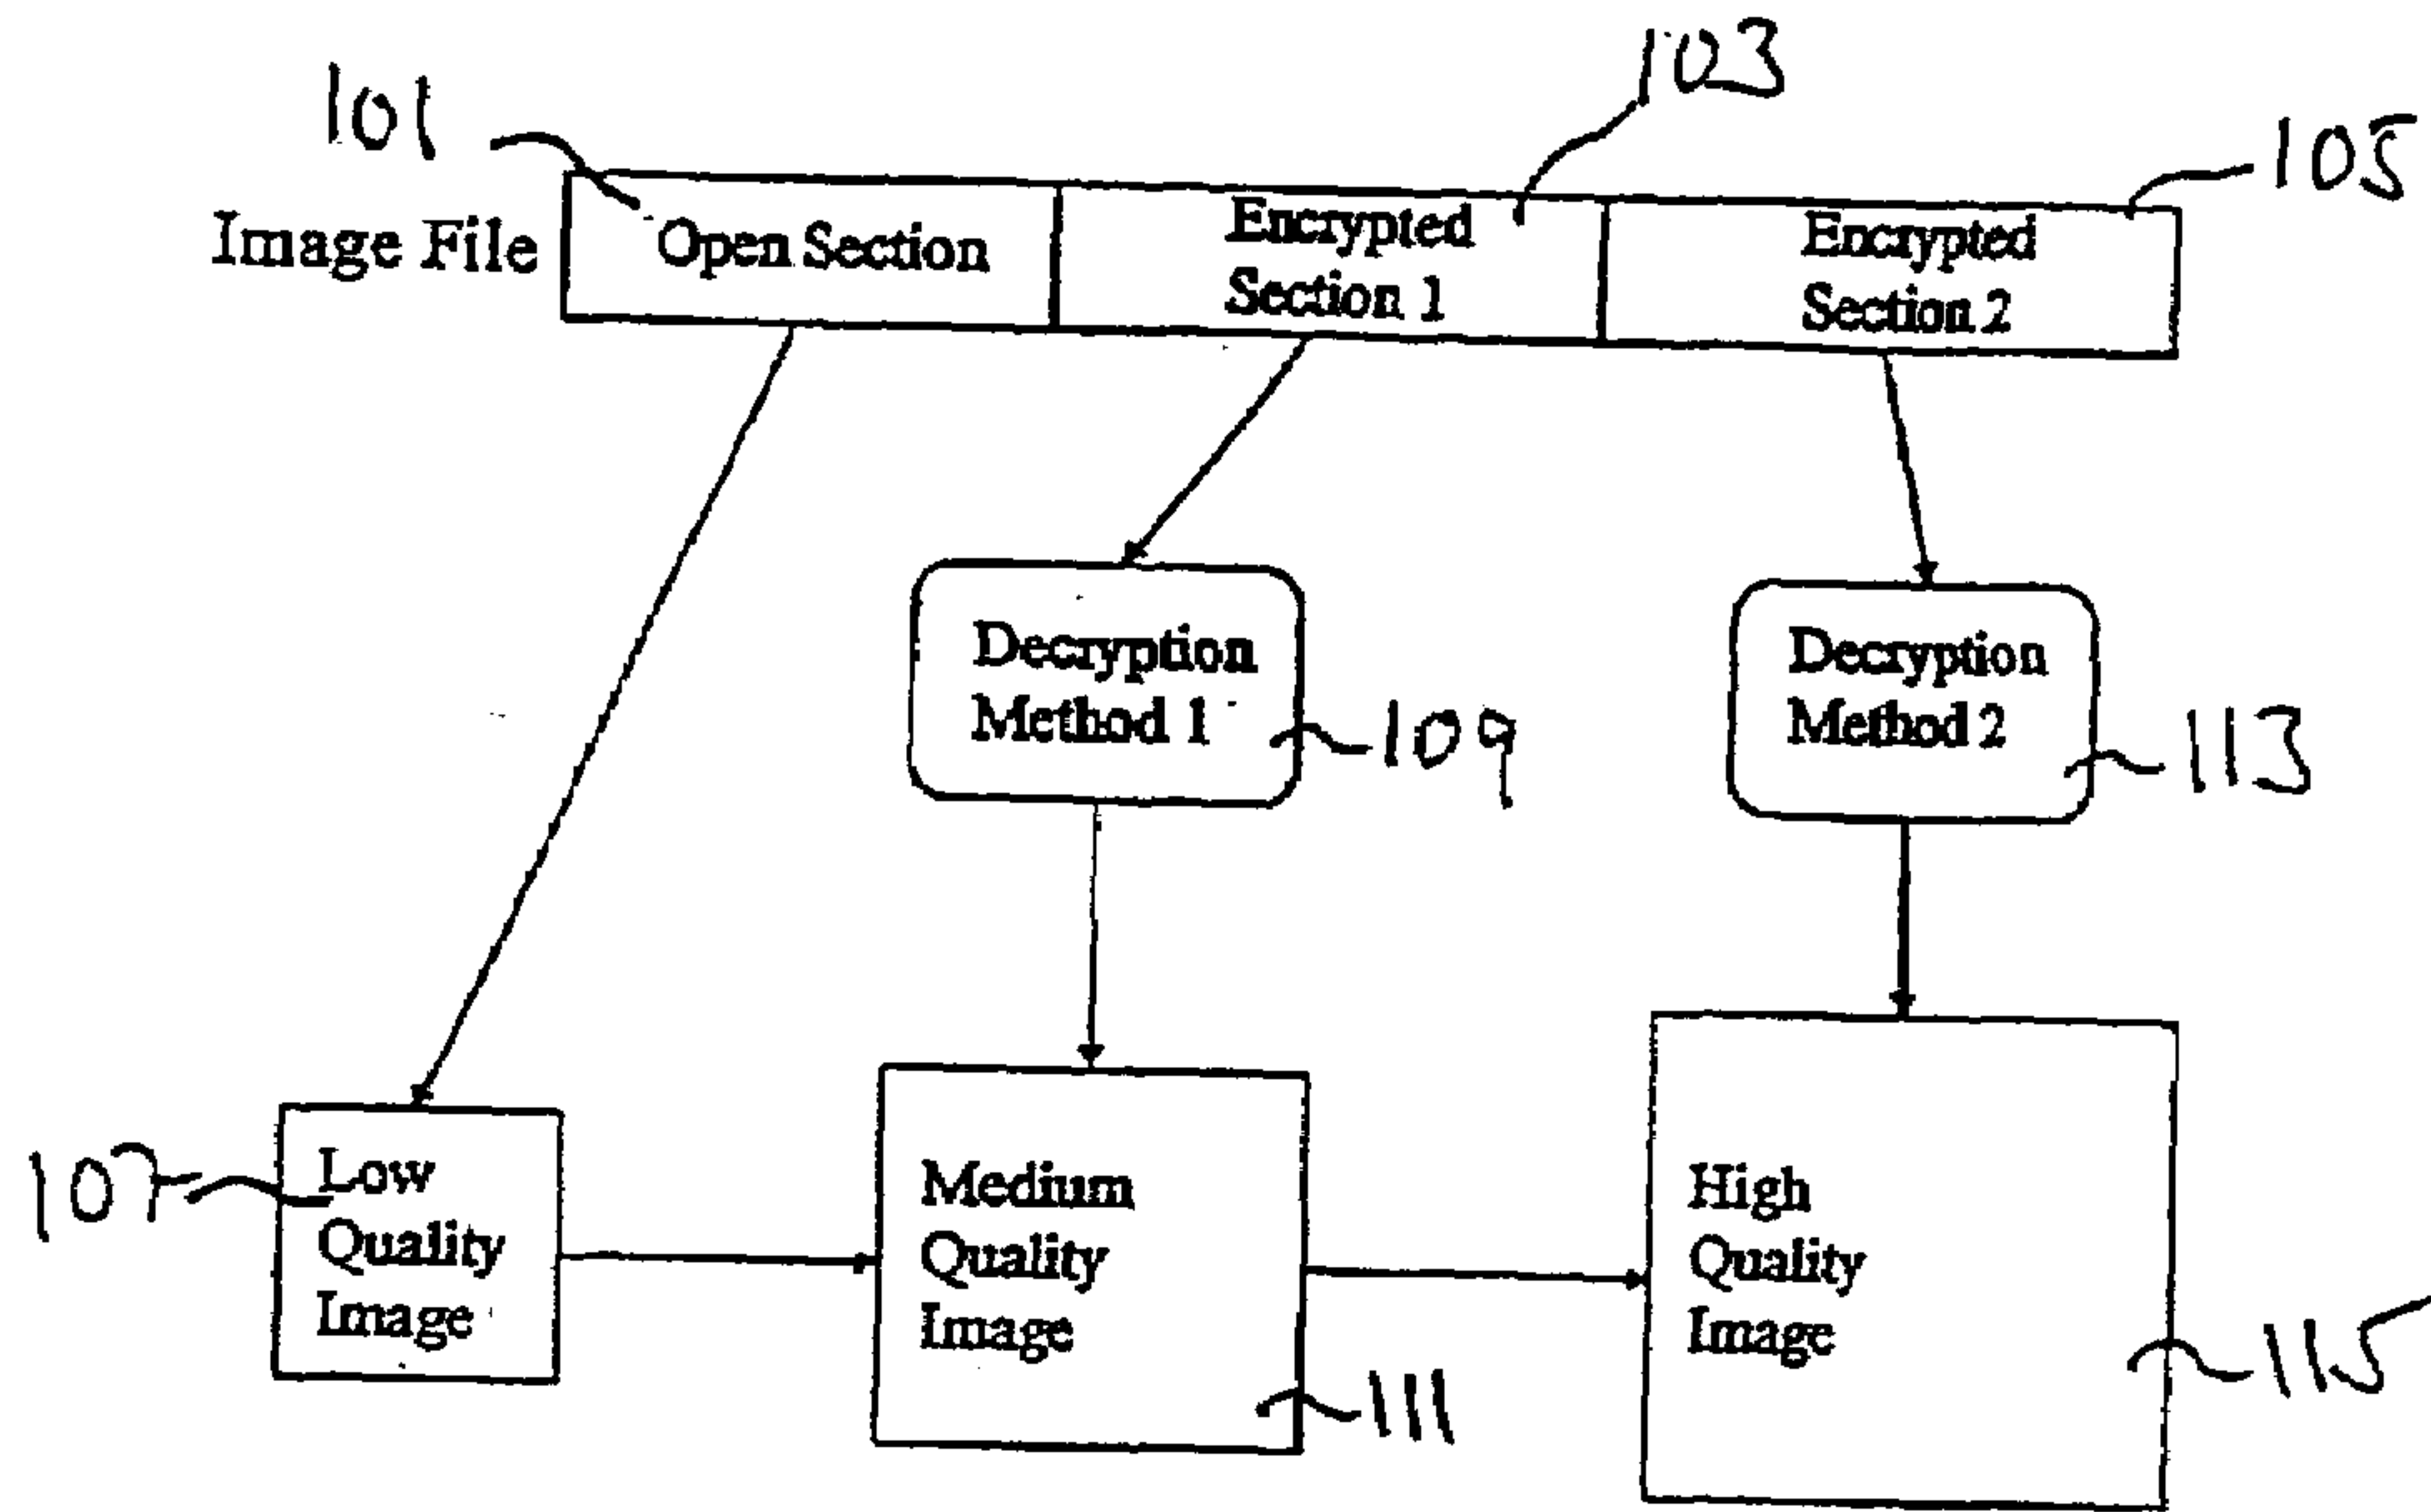 101
103
105
Image File
Open Section
Encrypted
Section 1
Encrypted
Section 2
Decryption
Method 1
109
Decryption
Method 2
113
107
Low
Quality
Image
Medium
Quality
Image
111
High
Quality
Image
115